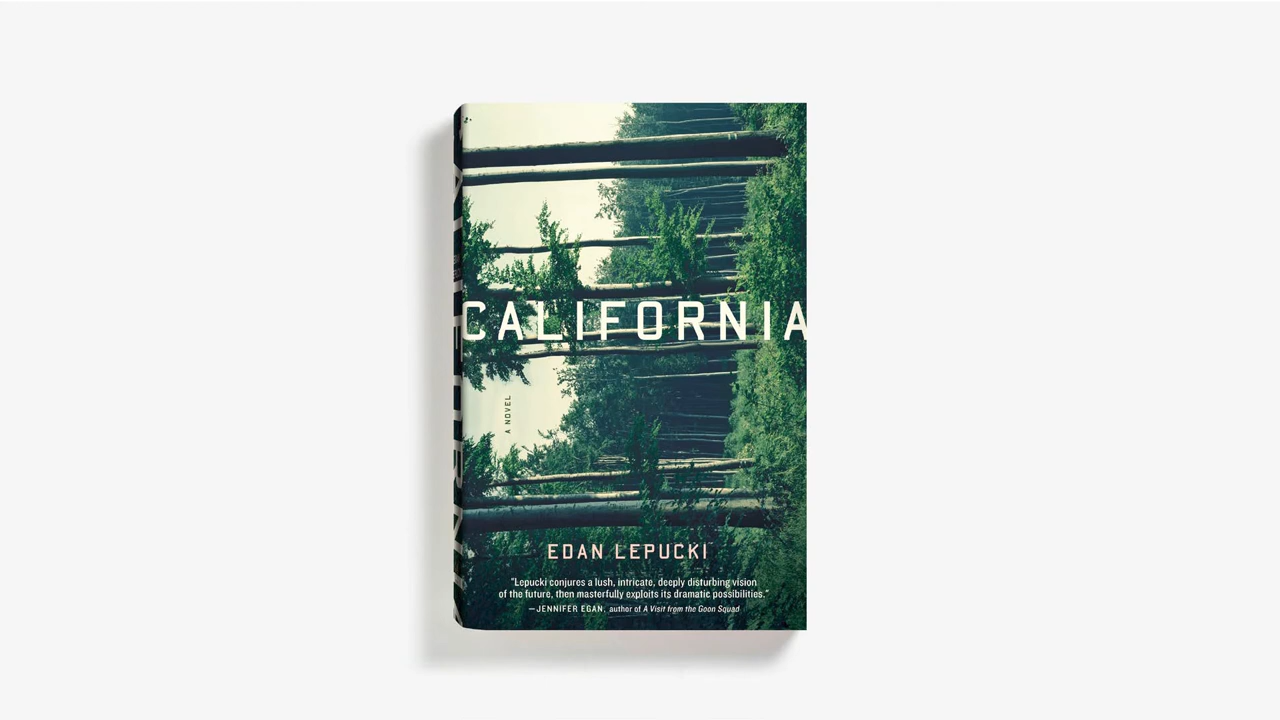 CALIFORNIA
A NOVEL
EDAN LEPUCKI
"Lepucki conjures a lush, intricate, deeply disturbing vision
of the future, then masterfully exploits its dramatic possibilities."
—JENNIFER EGAN, author of A Visit from the Goon Squad